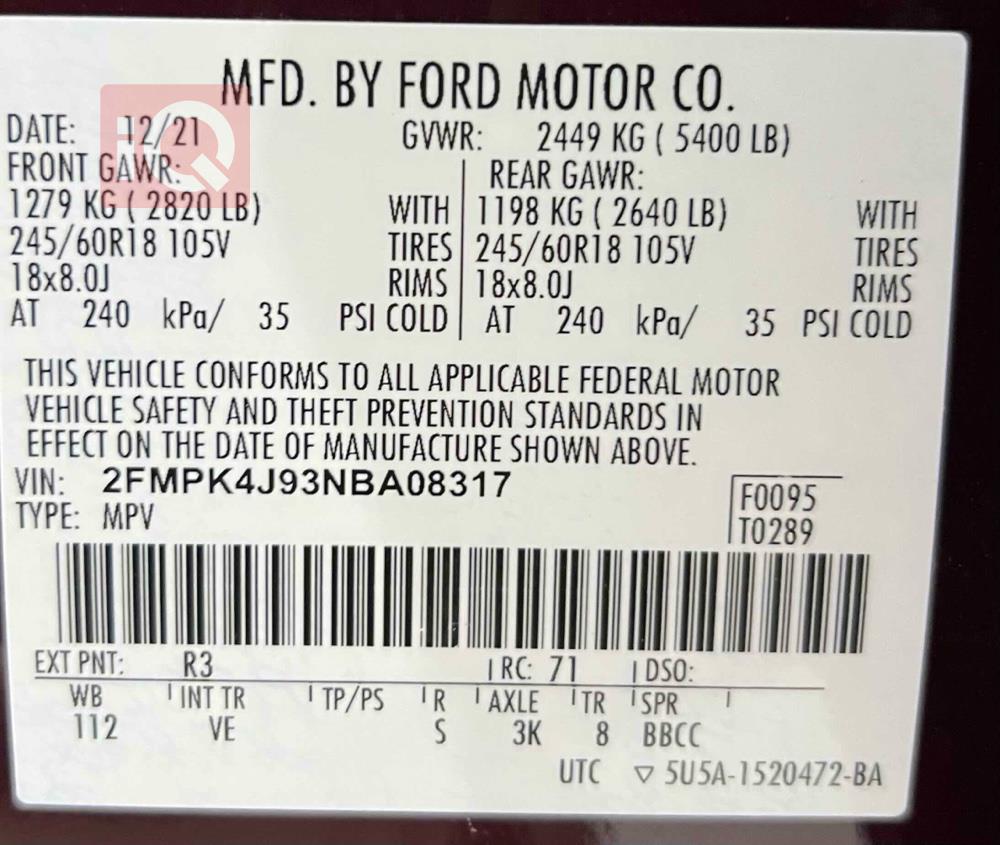 MFD. BY FORD MOTOR CO.
DATE: 12/21 GVWR: 2449 KG ( 5400 LB)
FRONT GAWR: REAR GAWR:
1279 KG ( 2820 LB) WITH 1198 KG ( 2640 LB) WITH
245/60R18 105V TIRES 245/60R18 105V TIRES
18x8.0J RIMS 18x8.0J RIMS
AT 240 kPa/ 35 PSI COLD AT 240 kPa/ 35 PSI COLD
THIS VEHICLE CONFORMS TO ALL APPLICABLE FEDERAL MOTOR
VEHICLE SAFETY AND THEFT PREVENTION STANDARDS IN
EFFECT ON THE DATE OF MANUFACTURE SHOWN ABOVE.
VIN: 2FMPK4J93NBA08317
F0095
TYPE: MPV
T0289
EXT PNT: R3 RC: 71 DSO:
WB INT TR TP/PS R AXLE TR SPR
112 VE S 3K 8 BBCC
UTC ▽ 5U5A-1520472-BA
iQ